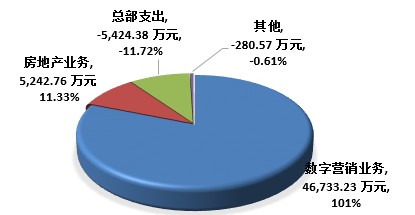 总部支出,
-5,424.38 万元,
-11.72%
其他,
-280.57 万元,
-0.61%
房地产业务,
5,242.76 万元
11.33%
数字营销业务,
46,733.23 万元,
101%